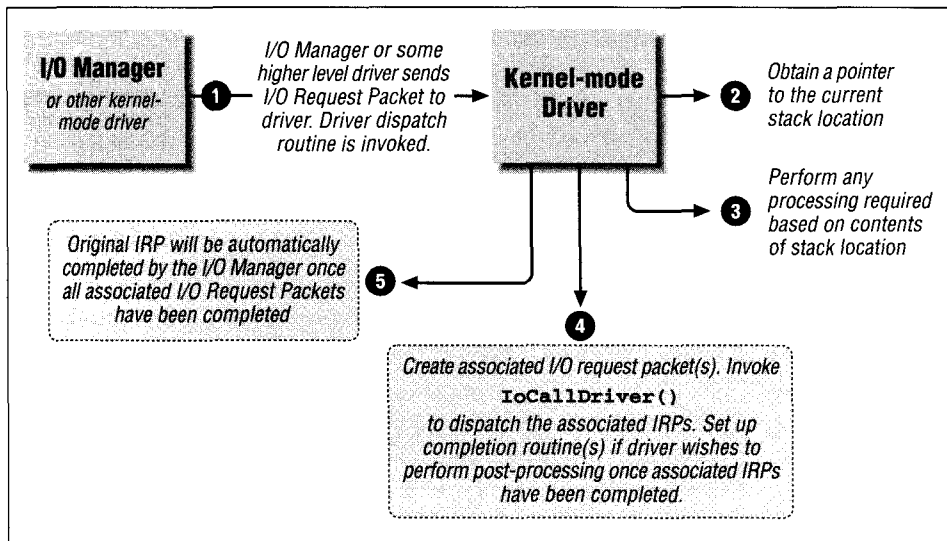 I/O Manager
or other kernel-
mode driver
1
I/O Manager or some
higher level driver sends
I/O Request Packet to
driver. Driver dispatch
routine is invoked.
Kernel-mode
Driver
2
Obtain a pointer
to the current
stack location
3
Perform any
processing required
based on contents
of stack location
4
Create associated I/O request packet(s). Invoke
IoCallDriver()
to dispatch the associated IRPs. Set up
completion routine(s) if driver wishes to
perform post-processing once associated IRPs
have been completed.
5
Original IRP will be automatically
completed by the I/O Manager once
all associated I/O Request Packets
have been completed